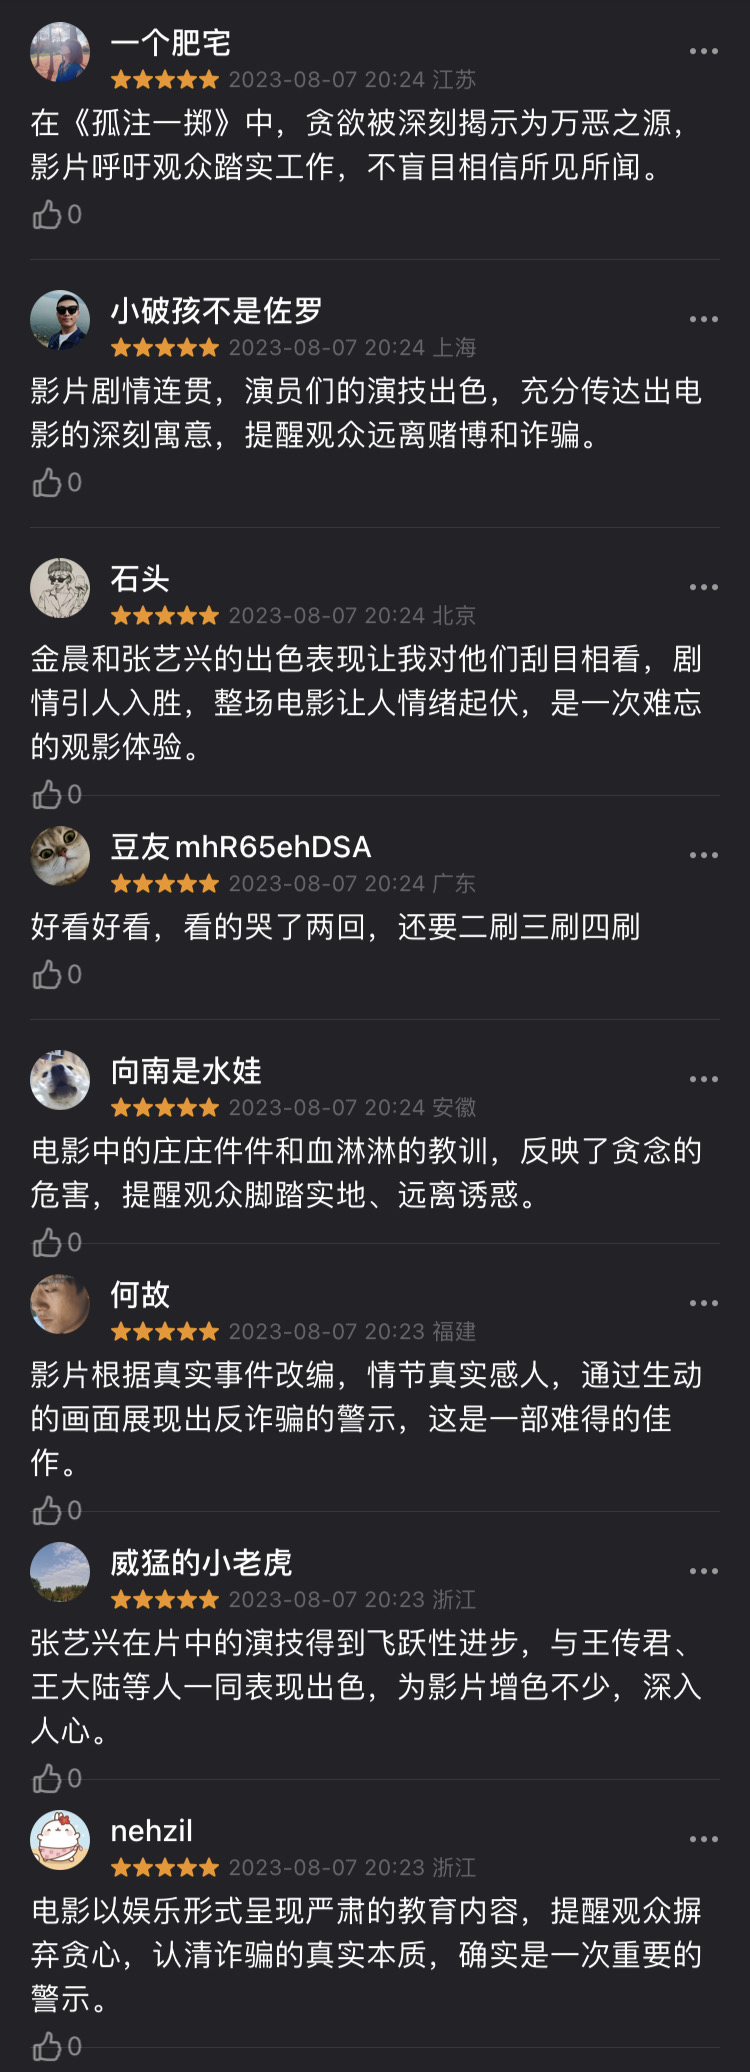 一个肥宅
2023-08-07 20:24 江苏
在《孤注一掷》中，贪欲被深刻揭示为万恶之源，
影片呼吁观众踏实工作，不盲目相信所见所闻。
0
小破孩不是佐罗
2023-08-07 20:24 上海
影片剧情连贯，演员们的演技出色，充分传达出电
影的深刻寓意，提醒观众远离赌博和诈骗。
0
石头
2023-08-07 20:24 北京
金晨和张艺兴的出色表现让我对他们刮目相看，剧
情引人入胜，整场电影让人情绪起伏，是一次难忘
的观影体验。
0
豆友mhR65ehDSA
2023-08-07 20:24 广东
好看好看，看的哭了两回，还要二刷三刷四刷
0
向南是水娃
2023-08-07 20:24 安徽
电影中的庄庄件件和血淋淋的教训，反映了贪念的
危害，提醒观众脚踏实地、远离诱惑。
0
何故
2023-08-07 20:23 福建
影片根据真实事件改编，情节真实感人，通过生动
的画面展现出反诈骗的警示，这是一部难得的佳
作。
0
威猛的小老虎
2023-08-07 20:23 浙江
张艺兴在片中的演技得到飞跃性进步，与王传君、
王大陆等人一同表现出色，为影片增色不少，深入
人心。
0
nehzil
2023-08-07 20:23 浙江
电影以娱乐形式呈现严肃的教育内容，提醒观众摒
弃贪心，认清诈骗的真实本质，确实是一次重要的
警示。
0